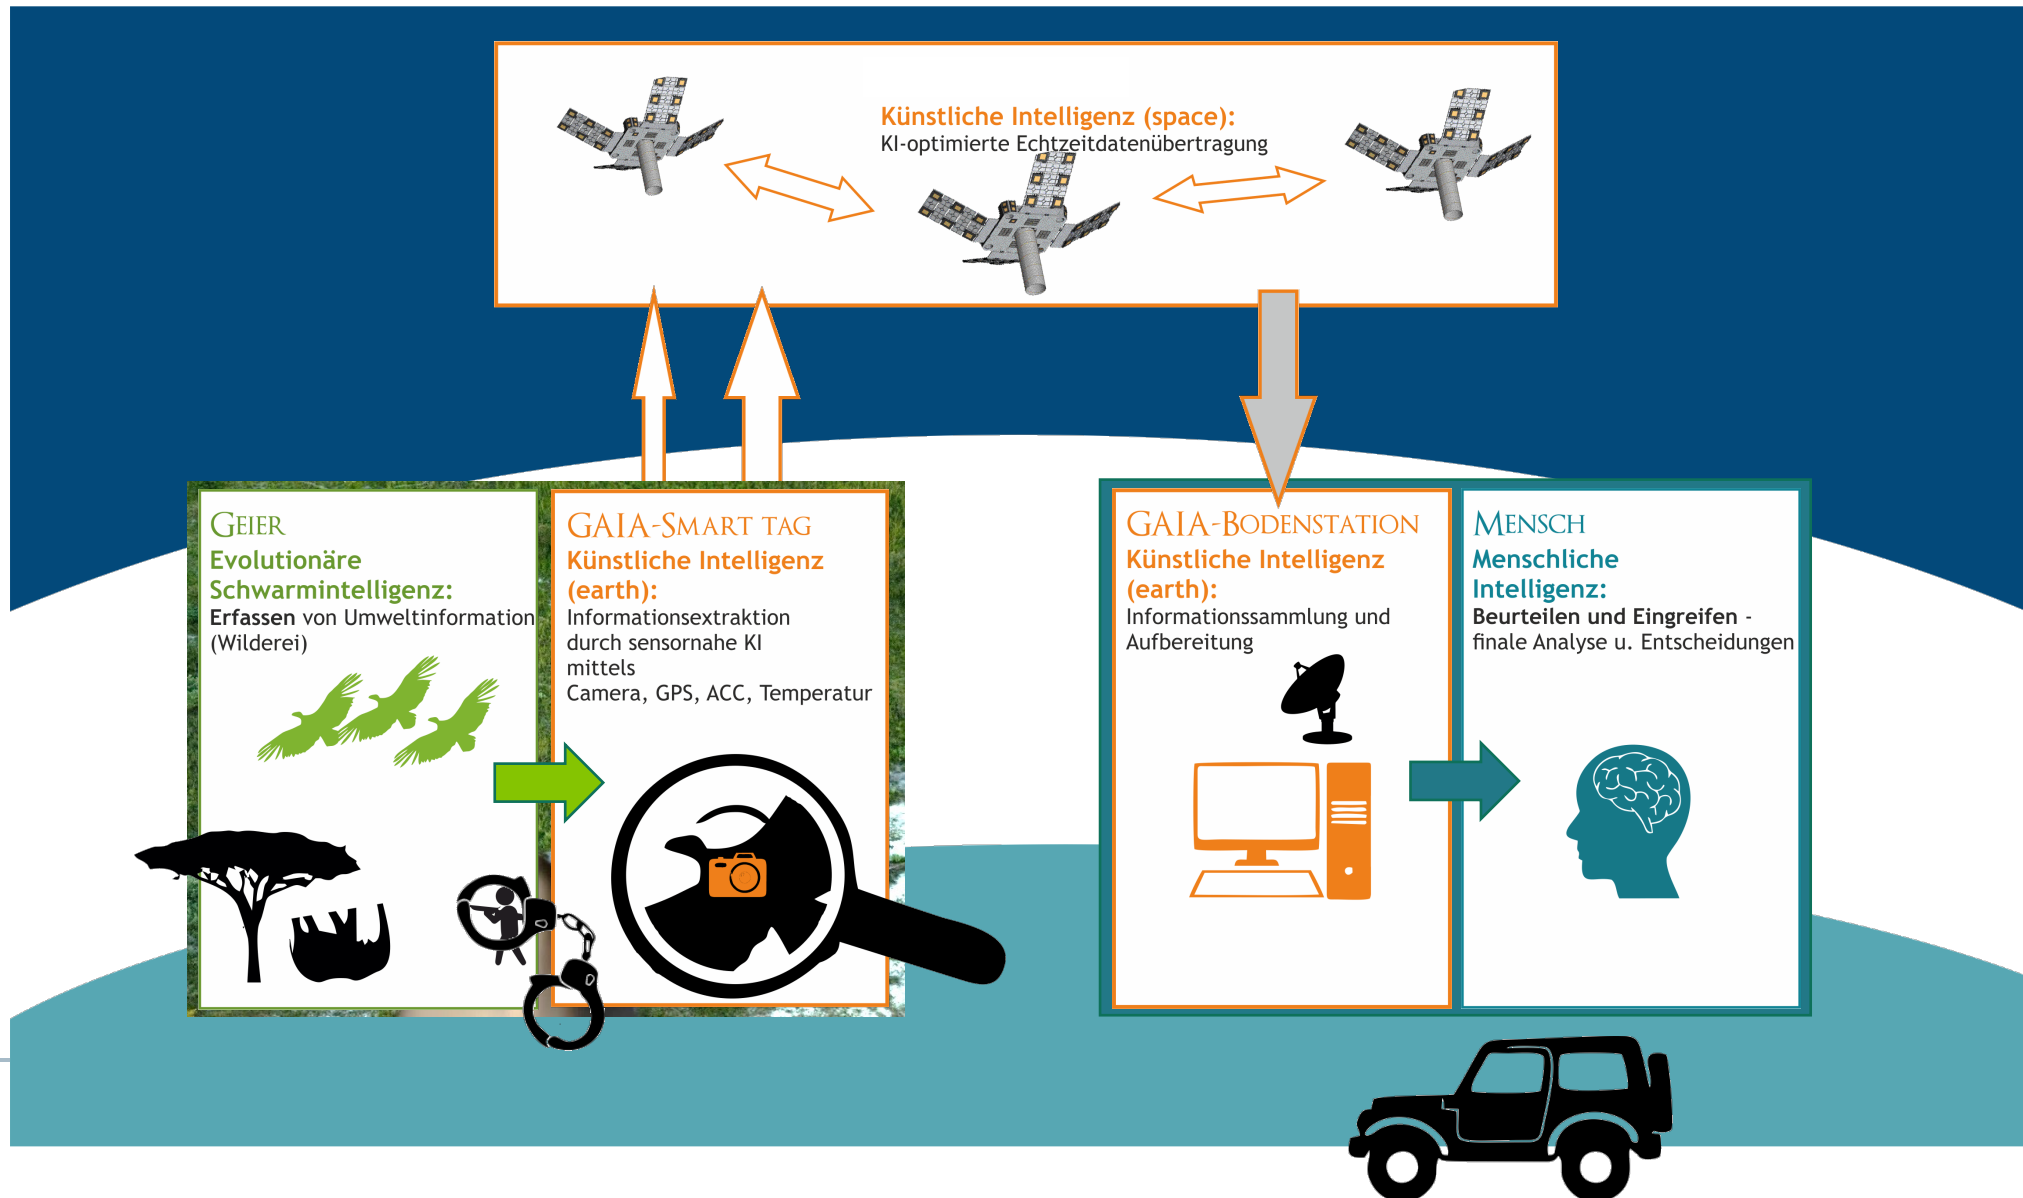 Künstliche Intelligenz (space):
KI-optimierte Echtzeitdatenübertragung
GEIER
Evolutionäre
Schwarmintelligenz:
Erfassen von Umweltinformation
(Wilderei)
GAIA-SMART TAG
Künstliche Intelligenz
(earth):
Informationsextraktion
durch sensornahe KI
mittels
Camera, GPS, ACC, Temperatur
GAIA-BODENSTATION
Künstliche Intelligenz
(earth):
Informationssammlung und
Aufbereitung
MENSCH
Menschliche
Intelligenz:
Beurteilen und Eingreifen -
finale Analyse u. Entscheidungen